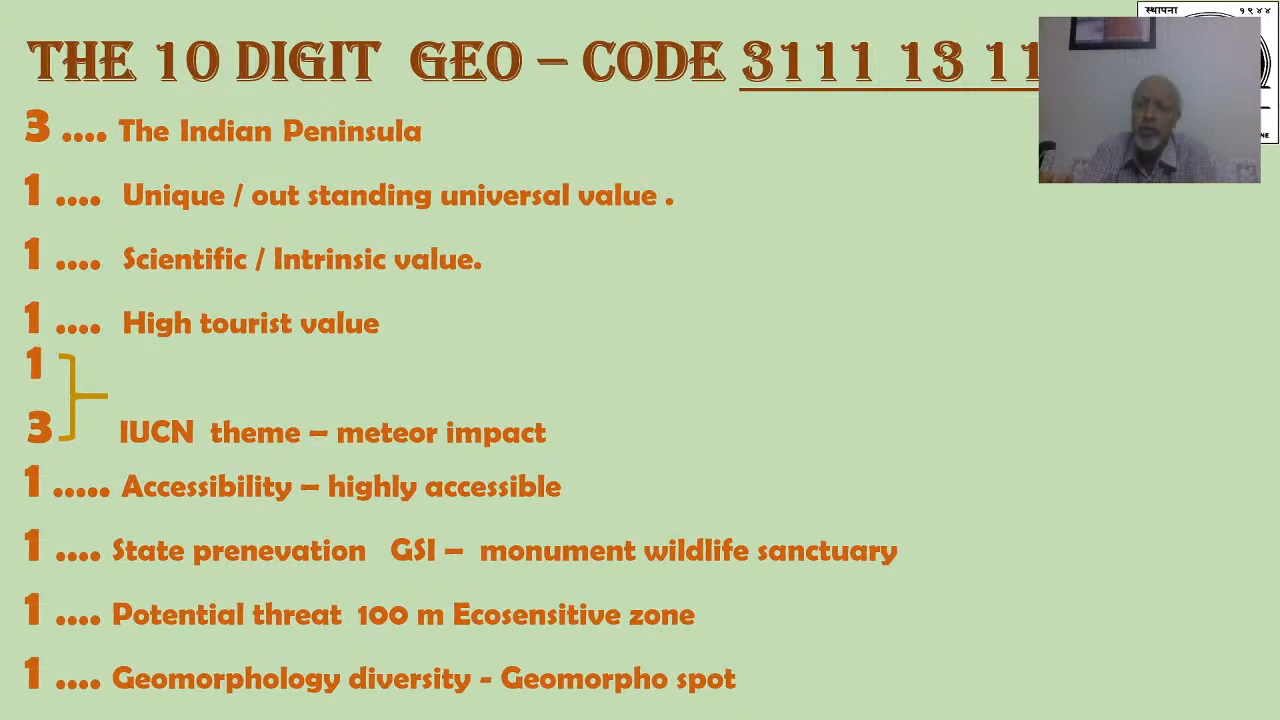 स्थापना १९४४
THE 10 DIGIT GEO – CODE 3111 13 11
3 .... The Indian Peninsula
1 .... Unique / out standing universal value .
1 .... Scientific / Intrinsic value.
1 .... High tourist value
1
3 IUCN theme – meteor impact
1 ..... Accessibility – highly accessible
1 .... State prenevation GSI – monument wildlife sanctuary
1 .... Potential threat 100 m Ecosensitive zone
1 .... Geomorphology diversity - Geomorpho spot